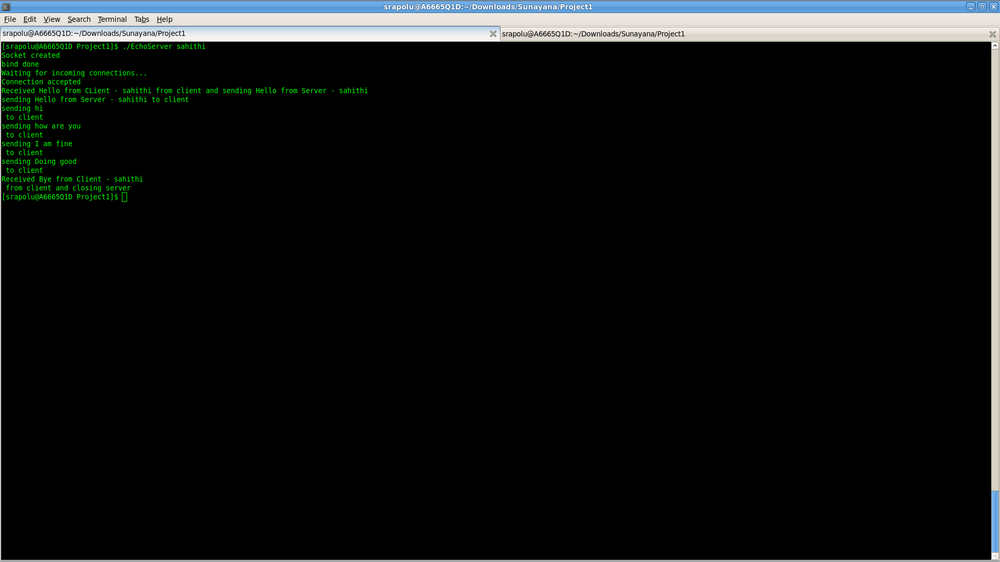 srapolu@A6665Q1D:~/Downloads/Sunayana/Project1
File Edit View Search Terminal Tabs Help
srapolu@A6665Q1D:~/Downloads/Sunayana/Project1
srapolu@A6665Q1D:~/Downloads/Sunayana/Project1
[srapolu@A6665Q1D Project1]$ ./EchoServer sahithi
Socket created
bind done
Waiting for incoming connections...
Connection accepted
Received Hello from CLient - sahithi from client and sending Hello from Server - sahithi
sending Hello from Server - sahithi to client
sending hi
 to client
sending how are you
 to client
sending I am fine
 to client
sending Doing good
 to client
Received Bye from Client - sahithi
 from client and closing server
[srapolu@A6665Q1D Project1]$